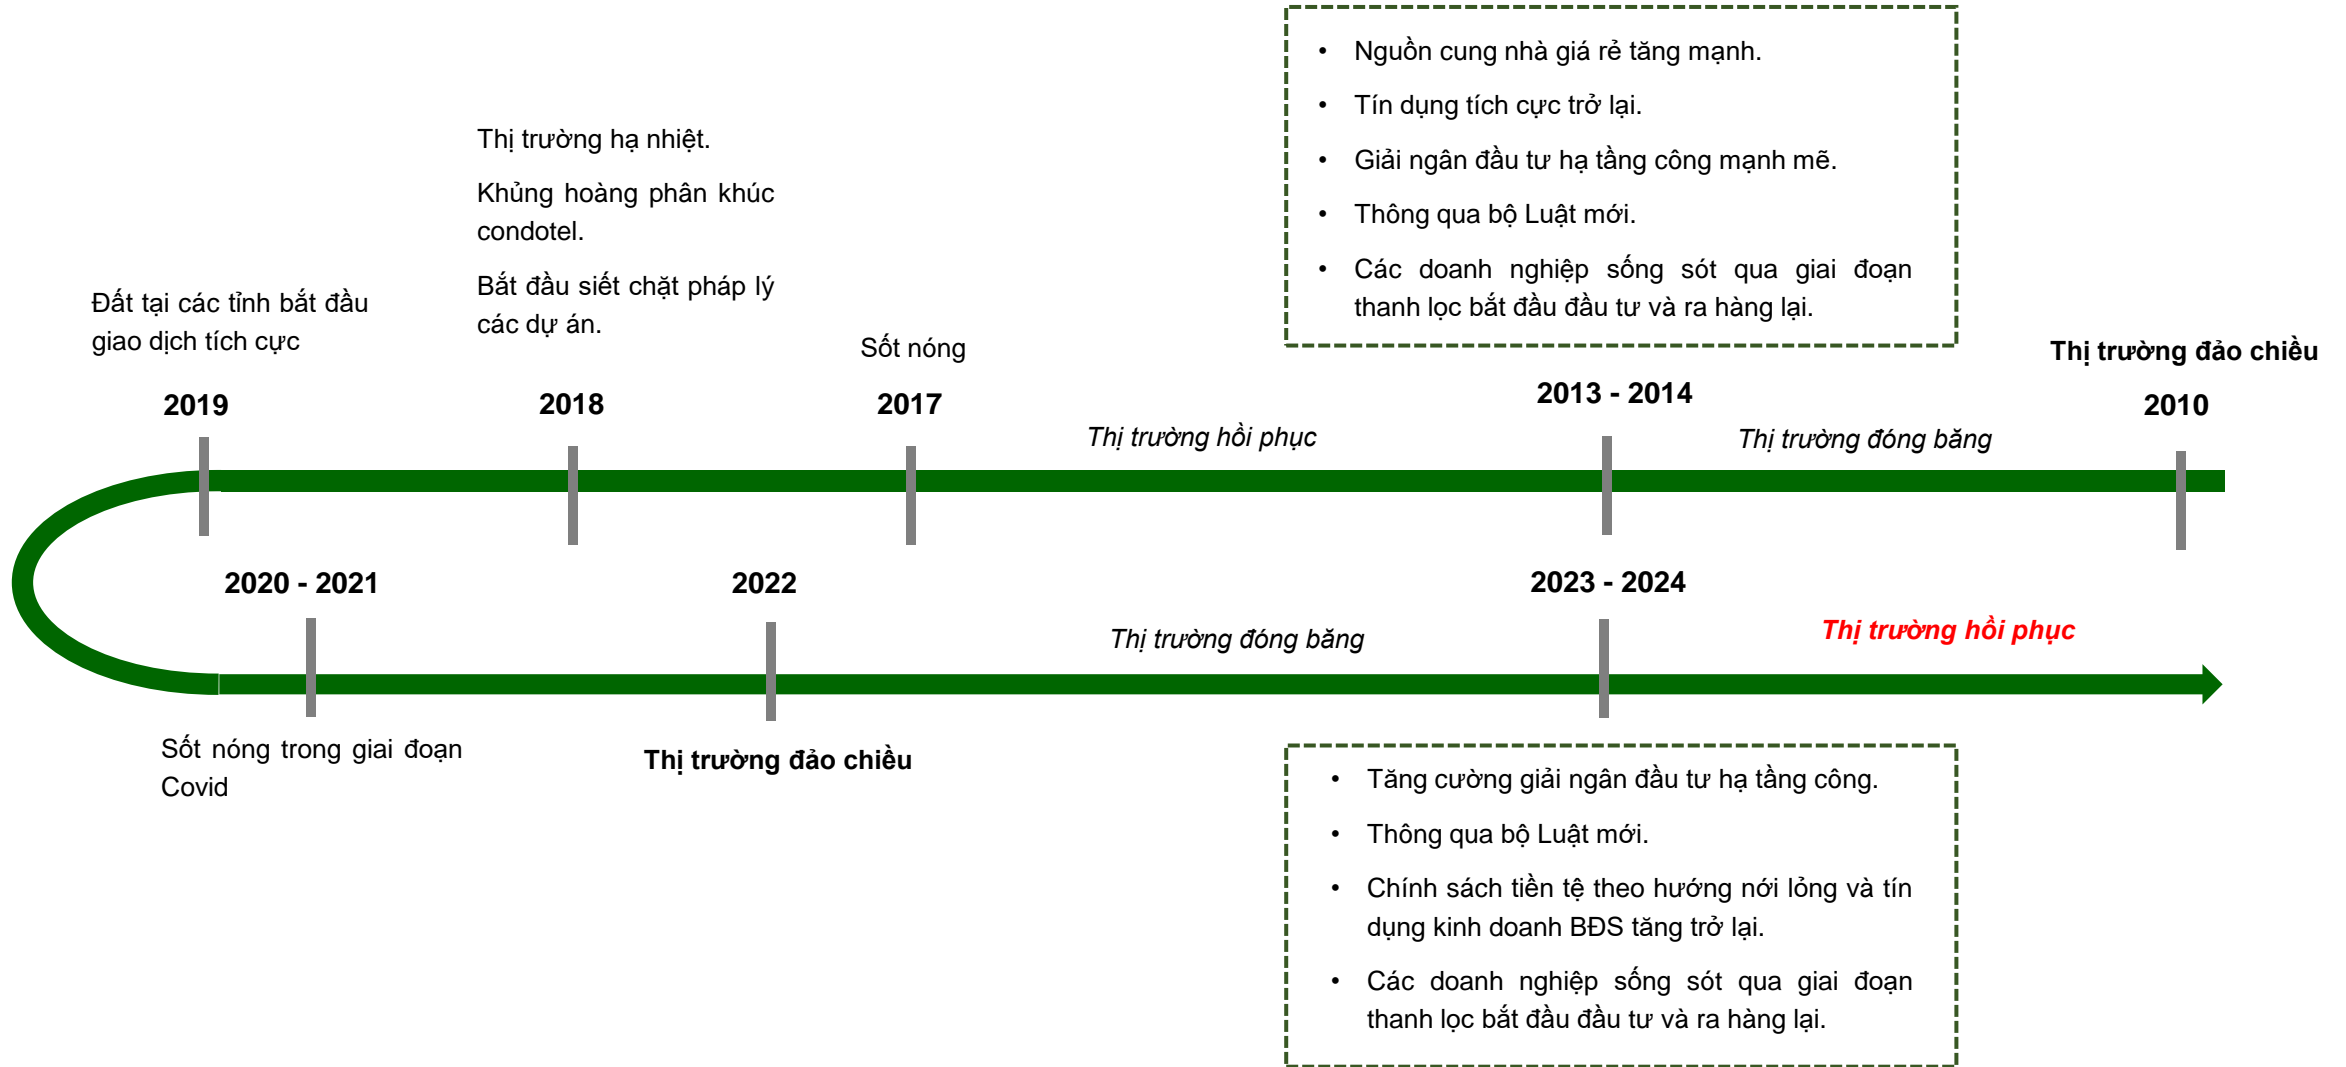 • Nguồn cung nhà giá rẻ tăng mạnh.
• Tín dụng tích cực trở lại.
• Giải ngân đầu tư hạ tầng công mạnh mẽ.
• Thông qua bộ Luật mới.
• Các doanh nghiệp sống sót qua giai đoạn
thanh lọc bắt đầu đầu tư và ra hàng lại.
Thị trường hạ nhiệt.
Khủng hoàng phân khúc
condotel.
Bắt đầu siết chặt pháp lý
các dự án.
Đất tại các tỉnh bắt đầu
giao dịch tích cực
Sốt nóng
Thị trường đảo chiều
2019
2018
2017
2013 - 2014
2010
Thị trường hồi phục
Thị trường đóng băng
2020 - 2021
2022
2023 - 2024
Thị trường đóng băng
Thị trường hồi phục
Sốt nóng trong giai đoạn
Covid
Thị trường đảo chiều
• Tăng cường giải ngân đầu tư hạ tầng công.
• Thông qua bộ Luật mới.
• Chính sách tiền tệ theo hướng nới lỏng và tín
dụng kinh doanh BĐS tăng trở lại.
• Các doanh nghiệp sống sót qua giai đoạn
thanh lọc bắt đầu đầu tư và ra hàng lại.